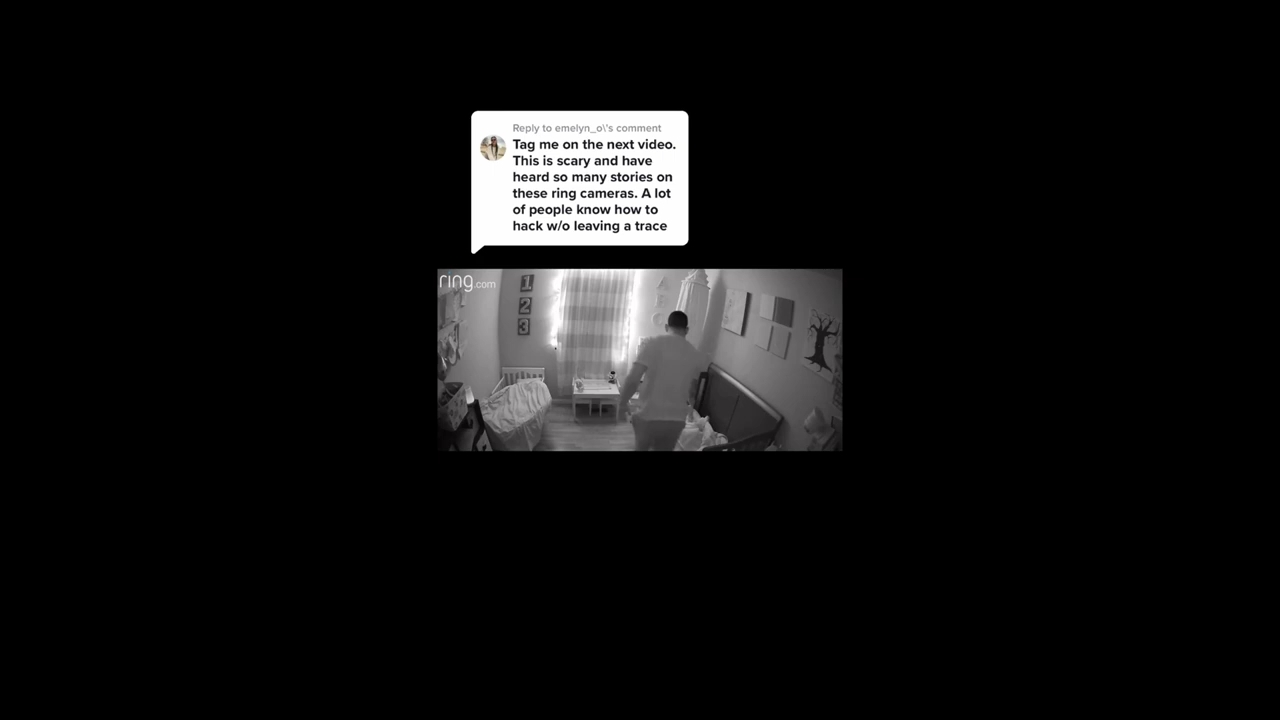 Reply to emelyn_o\'s comment
Tag me on the next video.
This is scary and have
heard so many stories on
these ring cameras. A lot
of people know how to
hack w/o leaving a trace
ring.com
1
2
3